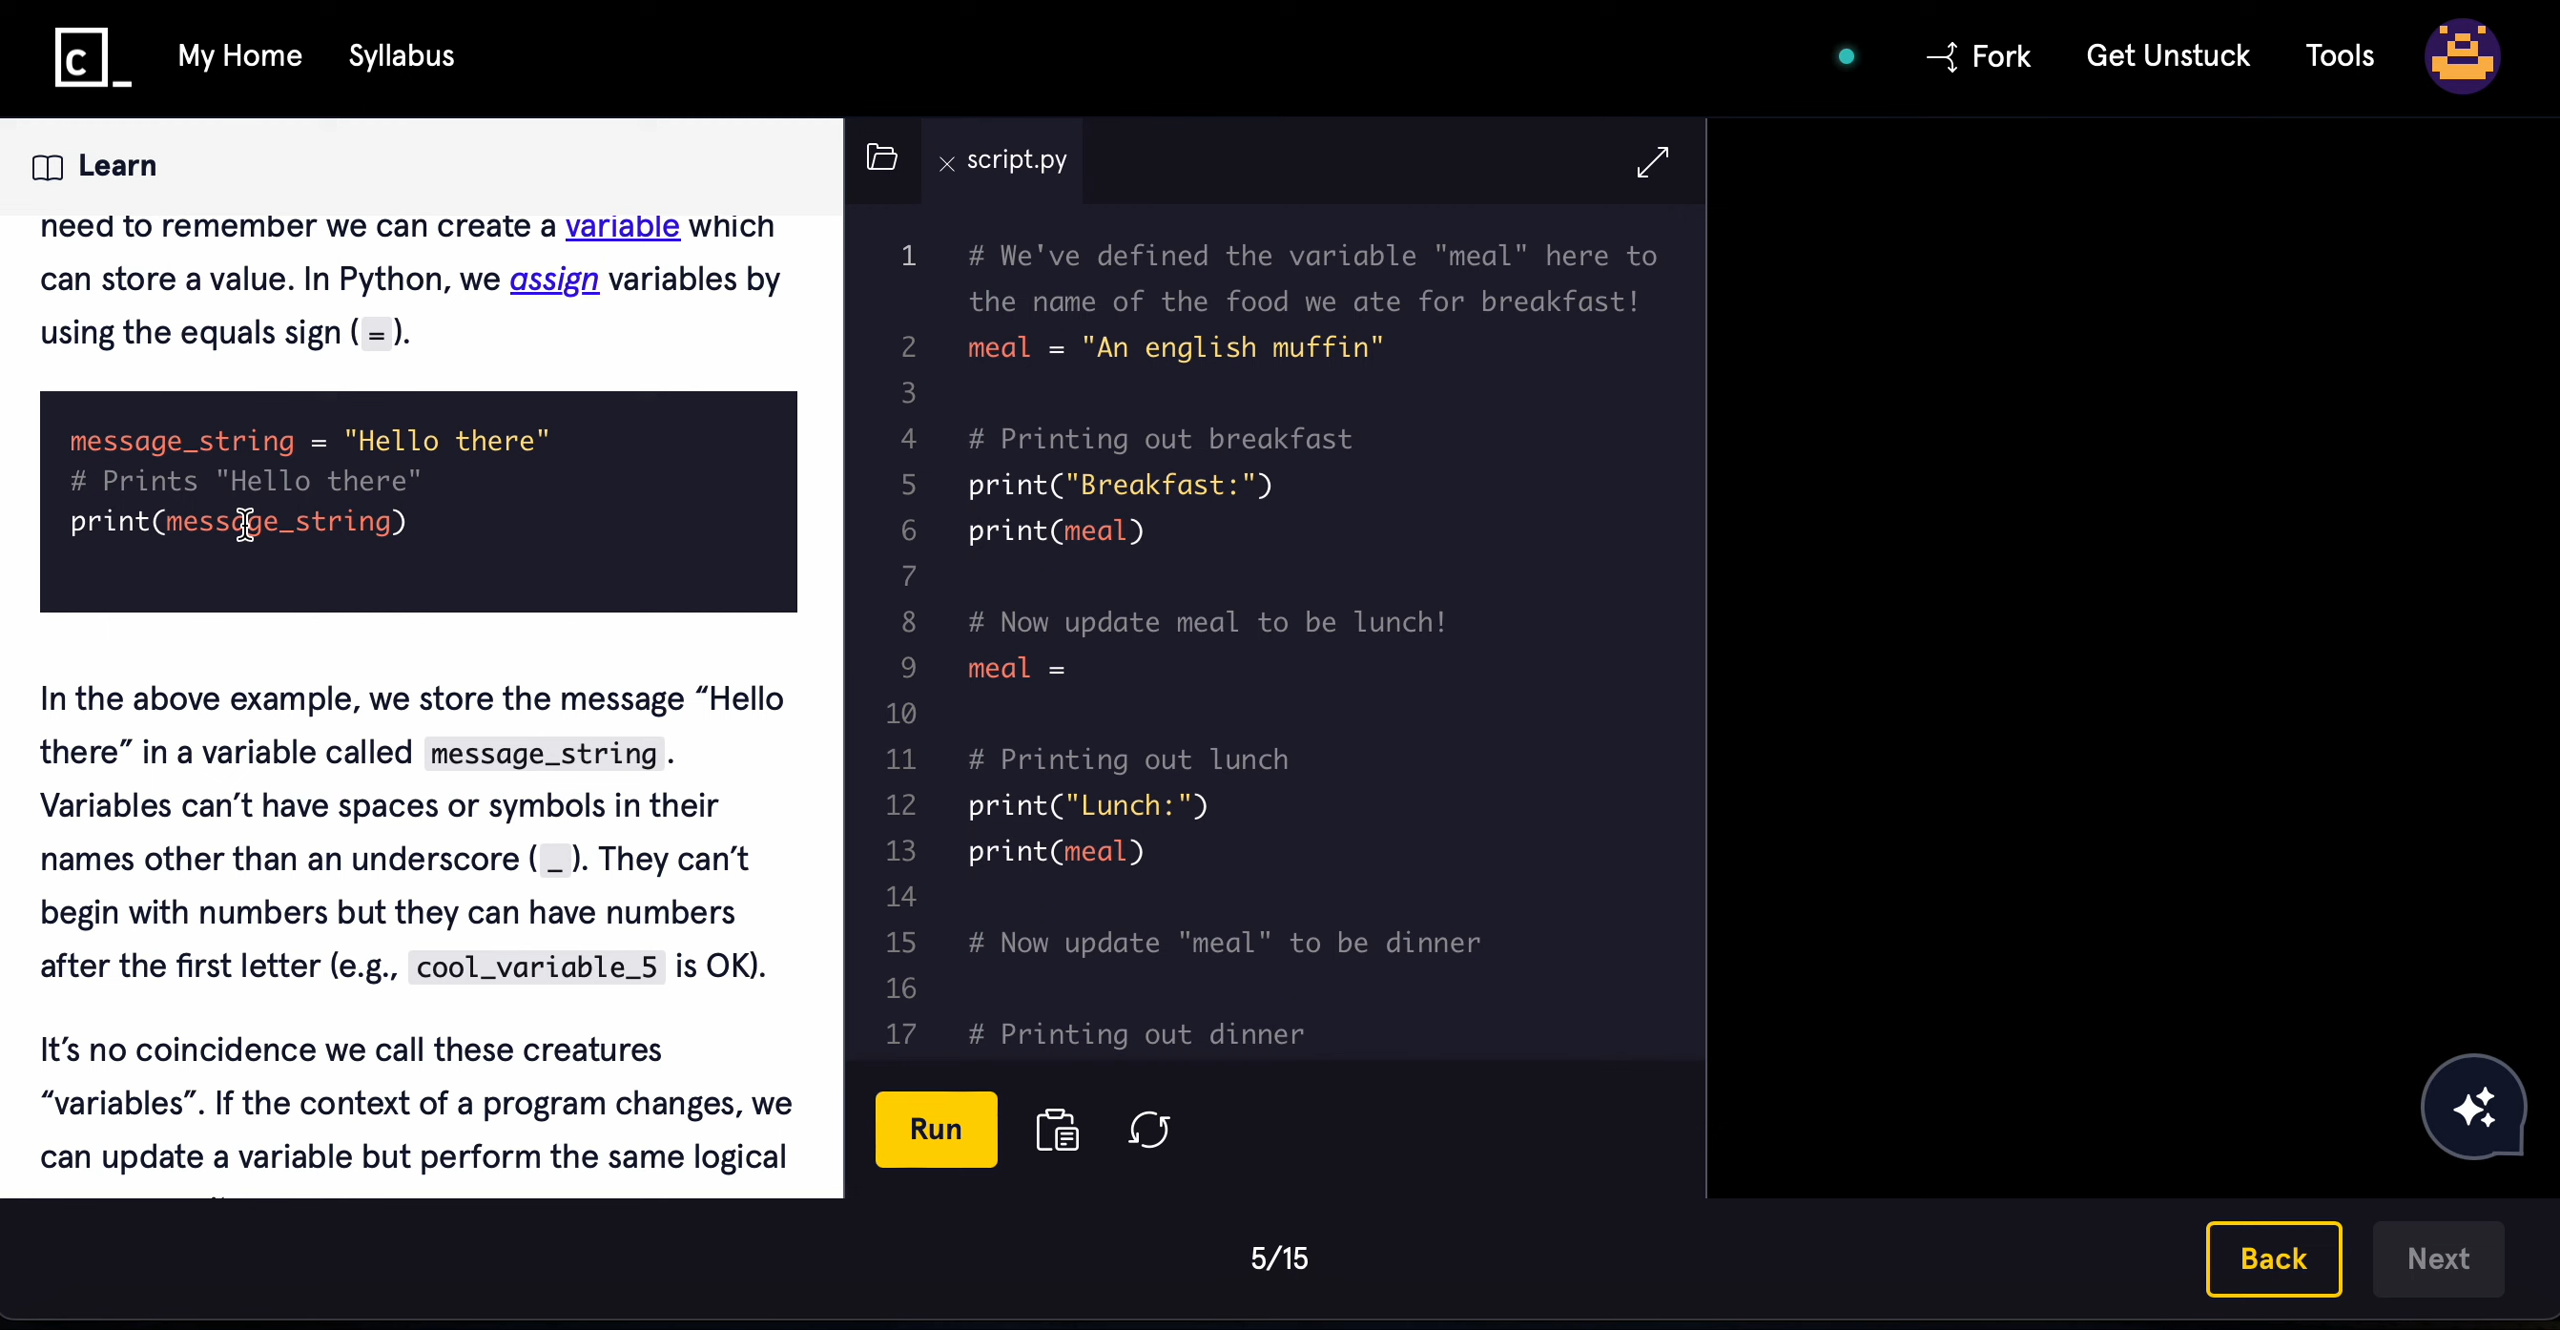 c_
My Home
Syllabus
Fork
Get Unstuck
Tools
Learn
need to remember we can create a variable which
can store a value. In Python, we assign variables by
using the equals sign ( = ).
message_string = "Hello there"
# Prints "Hello there"
print(message_string)
In the above example, we store the message “Hello
there” in a variable called message_string .
Variables can’t have spaces or symbols in their
names other than an underscore ( _ ). They can’t
begin with numbers but they can have numbers
after the first letter (e.g., cool_variable_5 is OK).
It’s no coincidence we call these creatures
“variables”. If the context of a program changes, we
can update a variable but perform the same logical
script.py
1 # We've defined the variable "meal" here to
the name of the food we ate for breakfast!
2 meal = "An english muffin"
3
4 # Printing out breakfast
5 print("Breakfast:")
6 print(meal)
7
8 # Now update meal to be lunch!
9 meal =
10
11 # Printing out lunch
12 print("Lunch:")
13 print(meal)
14
15 # Now update "meal" to be dinner
16
17 # Printing out dinner
Run
5/15
Back
Next